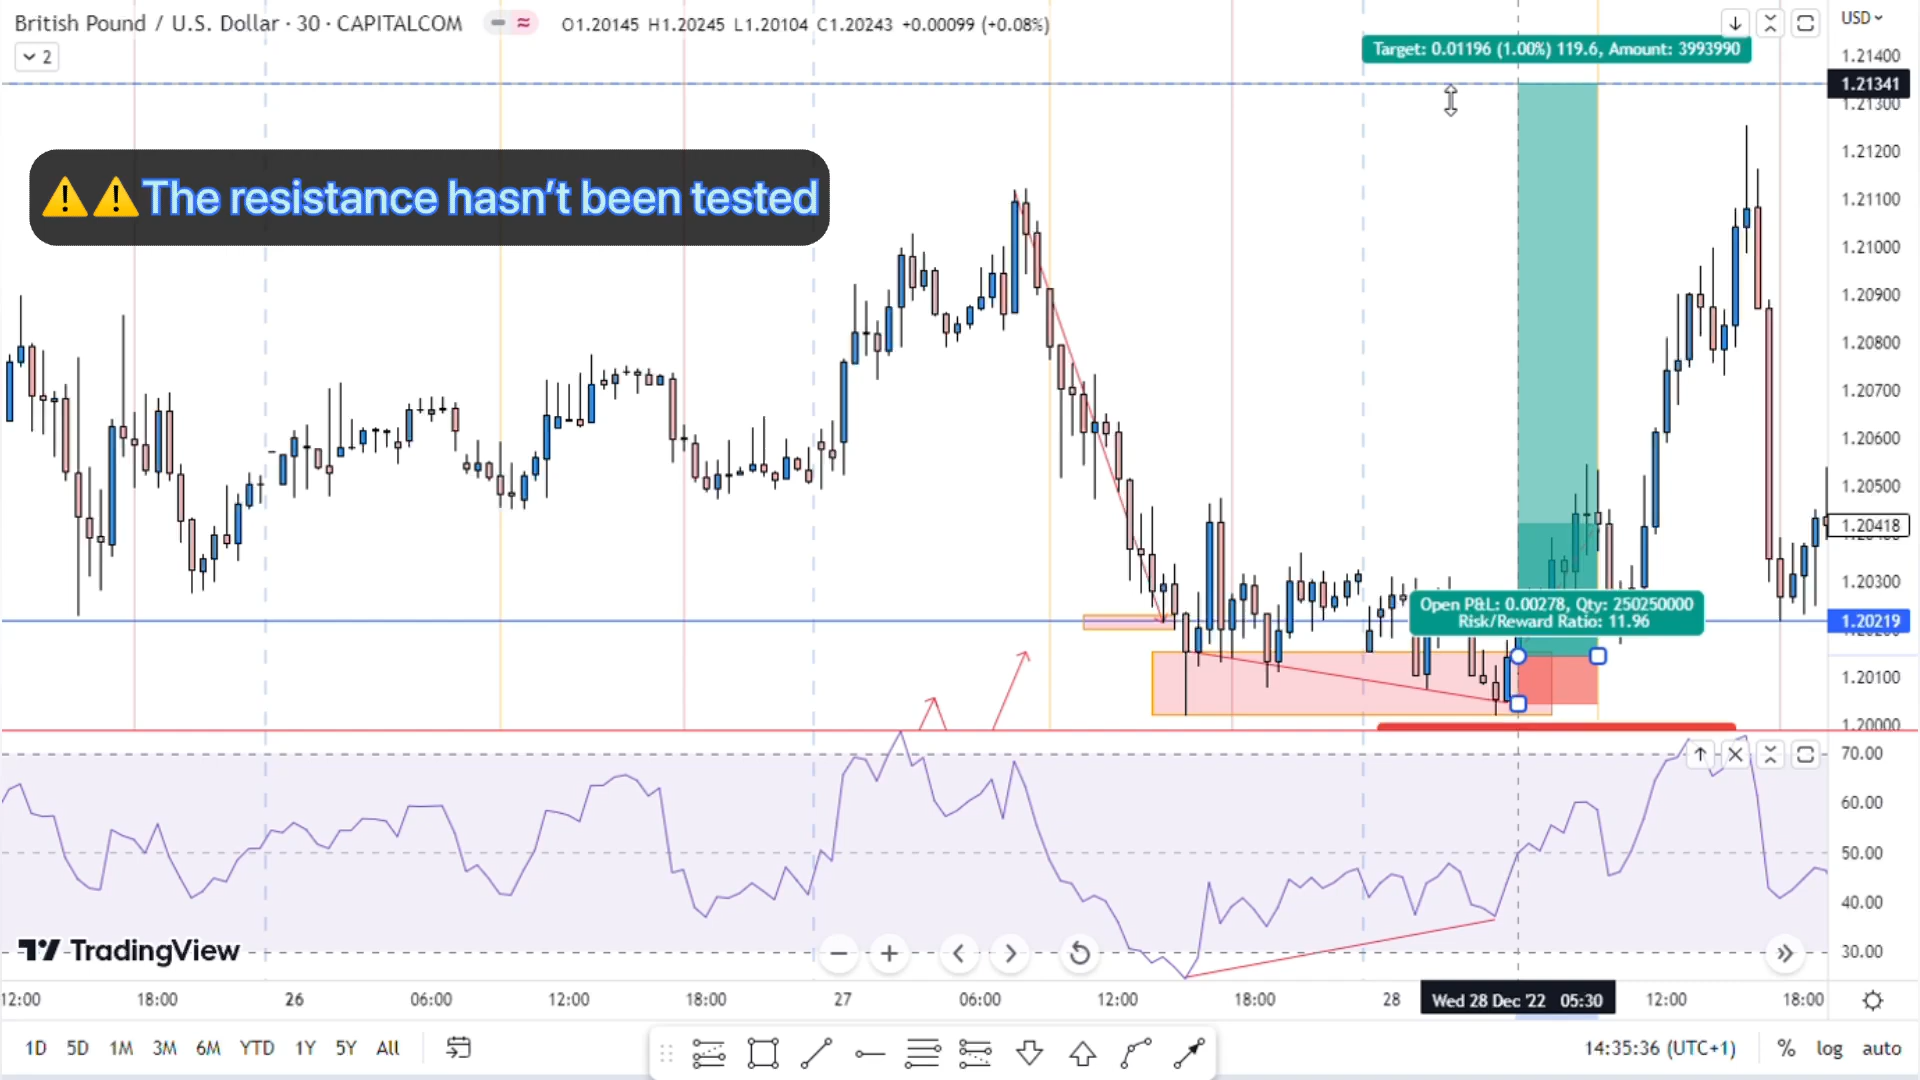 British Pound / U.S. Dollar · 30 · CAPITALCOM O1.20145 H1.20245 L1.20104 C1.20243 +0.00099 (+0.08%)
USD
2
Target: 0.01196 (1.00%) 119.6, Amount: 3993990
1.21400
1.21341
1.21300
⚠️⚠️The resistance hasn’t been tested
1.21200
1.21100
1.21000
1.20900
1.20800
1.20700
1.20600
1.20500
1.20418
1.20300
Open P&L: 0.00278, Qty: 250250000
Risk/Reward Ratio: 11.96
1.20219
1.20100
1.20000
70.00
60.00
50.00
40.00
30.00
TradingView
12:00 18:00 26 06:00 12:00 18:00 27 06:00 12:00 18:00 28 Wed 28 Dec '22 05:30 12:00 18:00
1D 5D 1M 3M 6M YTD 1Y 5Y All
14:35:36 (UTC+1) % log auto